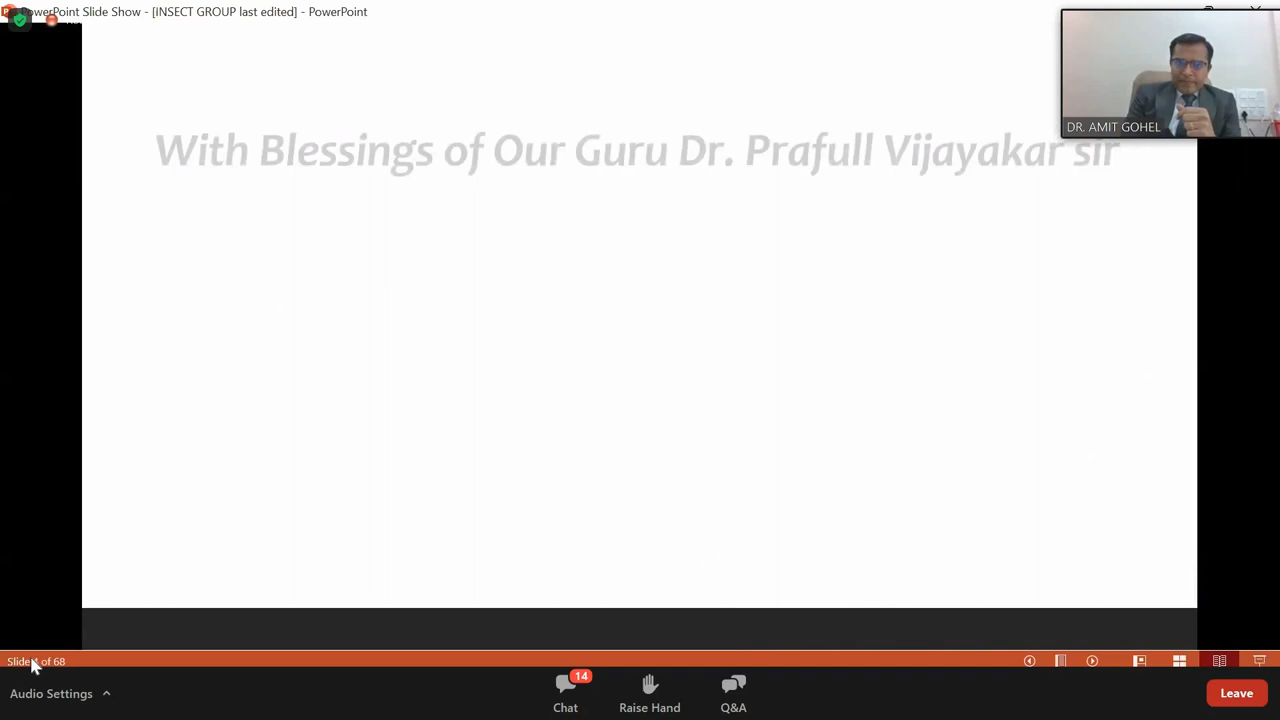 PowerPoint Slide Show - [INSECT GROUP last edited] - PowerPoint
With Blessings of Our Guru Dr. Prafull Vijayakar sir
DR. AMIT GOHEL
Slide of 68
Audio Settings
14
Chat
Raise Hand
Q&A
Leave